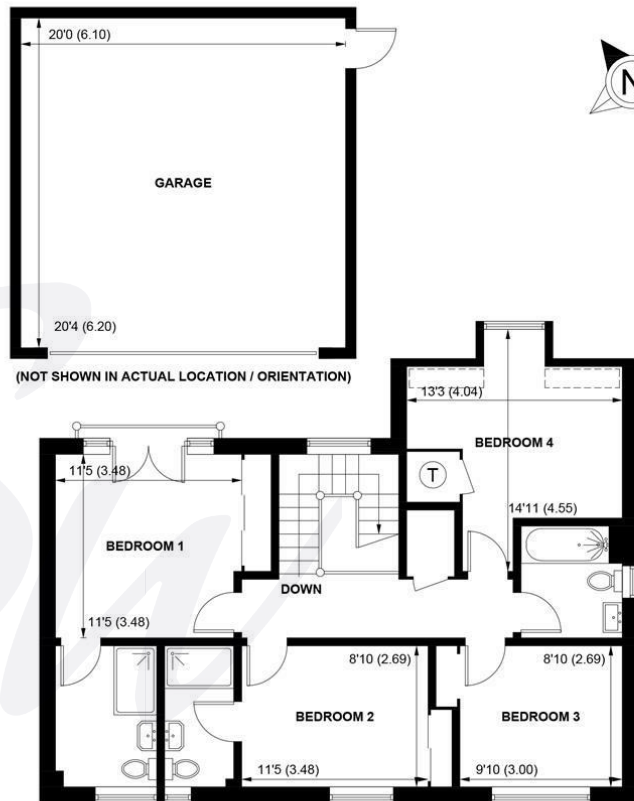 20'0 (6.10)
N
GARAGE
20'4 (6.20)
(NOT SHOWN IN ACTUAL LOCATION / ORIENTATION)
13'3 (4.04)
BEDROOM 4
11'5 (3.48)
T
14'11 (4.55)
BEDROOM 1
DOWN
11'5 (3.48)
8'10 (2.69)
8'10 (2.69)
BEDROOM 2
BEDROOM 3
11'5 (3.48)
9'10 (3.00)